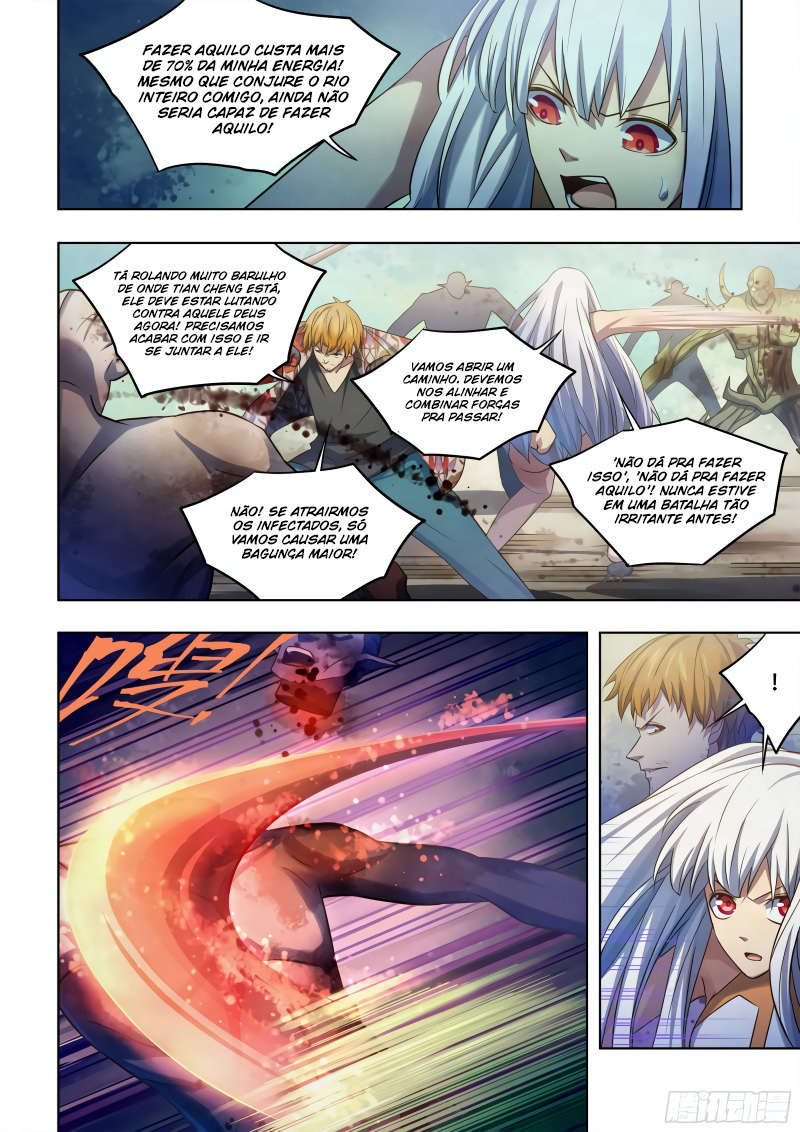 FAZER AQUILO CUSTA MAIS
DE 70% DA MINHA ENERGIA!
MESMO QUE CONJURE O RIO
INTEIRO COMIGO, AINDA NÃO
SERIA CAPAZ DE FAZER
AQUILO!
TÁ ROLANDO MUITO BARULHO
DE ONDE TIAN CHENG ESTÁ,
ELE DEVE ESTAR LUTANDO
CONTRA AQUELE DEUS
AGORA! PRECISAMOS
ACABAR COM ISSO E IR
SE JUNTAR A ELE!
VAMOS ABRIR UM
CAMINHO. DEVEMOS
NOS ALINHAR E
COMBINAR FORÇAS
PRA PASSAR!
NÃO! SE ATRAIRMOS
OS INFECTADOS, SÓ
VAMOS CAUSAR UMA
BAGUNÇA MAIOR!
'NÃO DÁ PRA FAZER
ISSO', 'NÃO DÁ PRA FAZER
AQUILO'! NUNCA ESTIVE
EM UMA BATALHA TÃO
IRRITANTE ANTES!
!
腾讯动漫